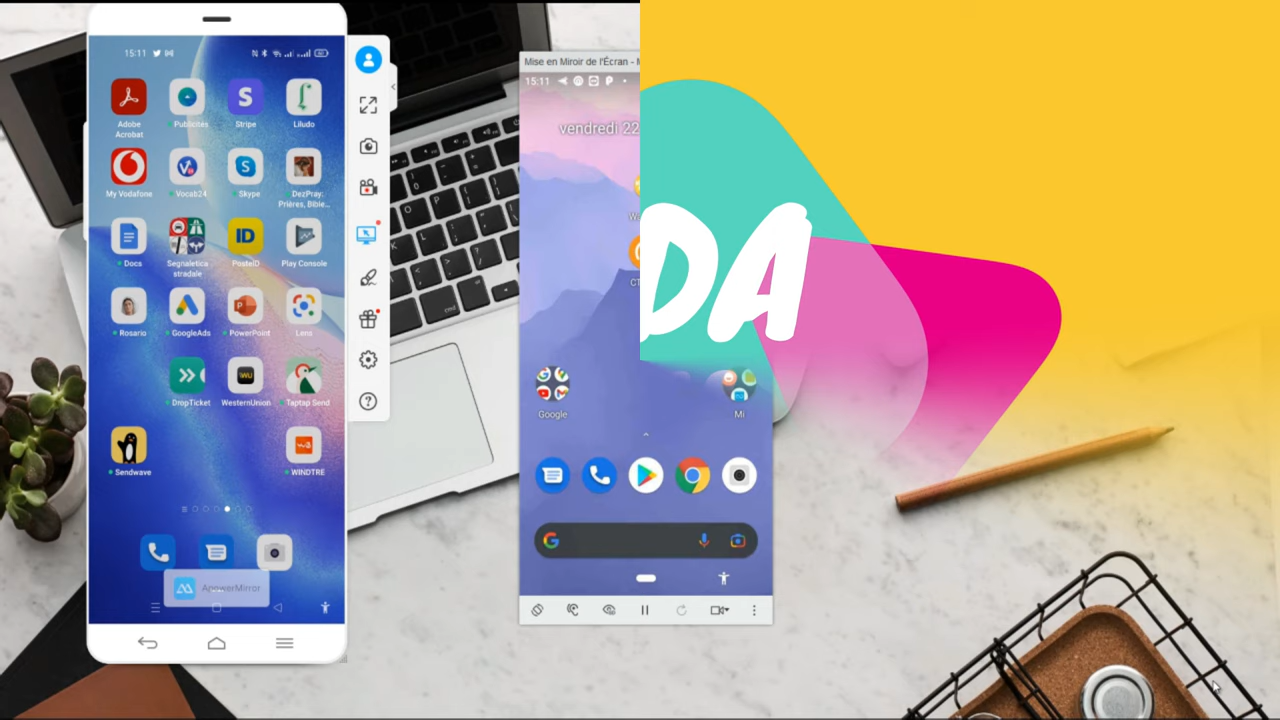 15:11
Adobe
Acrobat
Publicités
Stripe
Liludo
My Vodafone
Vocab24
Skype
DezPray:
Prières, Bible...
Docs
Segnaletica
stradale
PosteID
Play Console
Rosario
GoogleAds
PowerPoint
Lens
DropTicket
WesternUnion
Taptap Send
Sendwave
WINDTRE
ApowerMirror
Mise en Miroir de l'Écran - M
15:11
vendredi 22
Google
Mi
DA